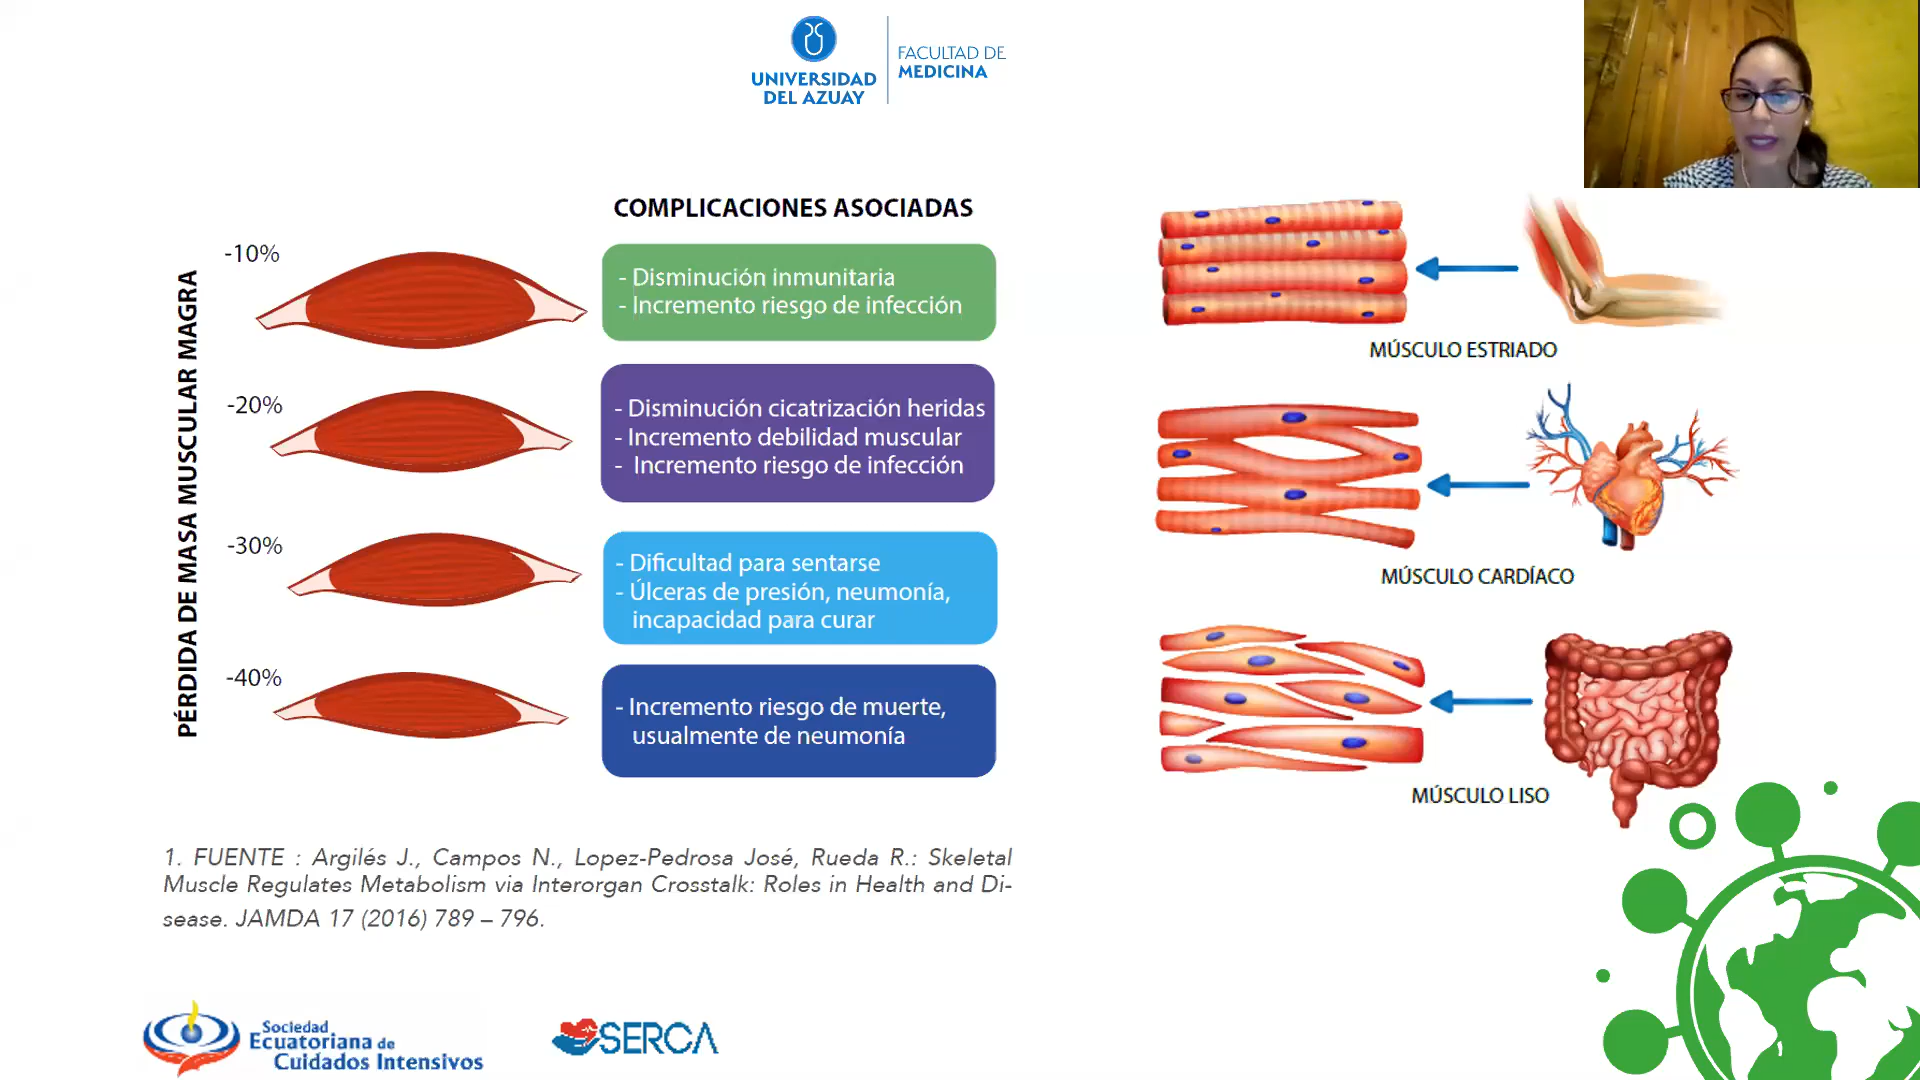 UNIVERSIDAD
DEL AZUAY
FACULTAD DE
MEDICINA
PÉRDIDA DE MASA MUSCULAR MAGRA
COMPLICACIONES ASOCIADAS
-10%
- Disminución inmunitaria
- Incremento riesgo de infección
-20%
- Disminución cicatrización heridas
- Incremento debilidad muscular
- Incremento riesgo de infección
-30%
- Dificultad para sentarse
- Úlceras de presión, neumonía,
incapacidad para curar
-40%
- Incremento riesgo de muerte,
usualmente de neumonía
MÚSCULO ESTRIADO
MÚSCULO CARDÍACO
MÚSCULO LISO
1. FUENTE : Argilés J., Campos N., Lopez-Pedrosa José, Rueda R.: Skeletal
Muscle Regulates Metabolism via Interorgan Crosstalk: Roles in Health and Di-
sease. JAMDA 17 (2016) 789 – 796.
Sociedad
Ecuatoriana de
Cuidados Intensivos
SERCA